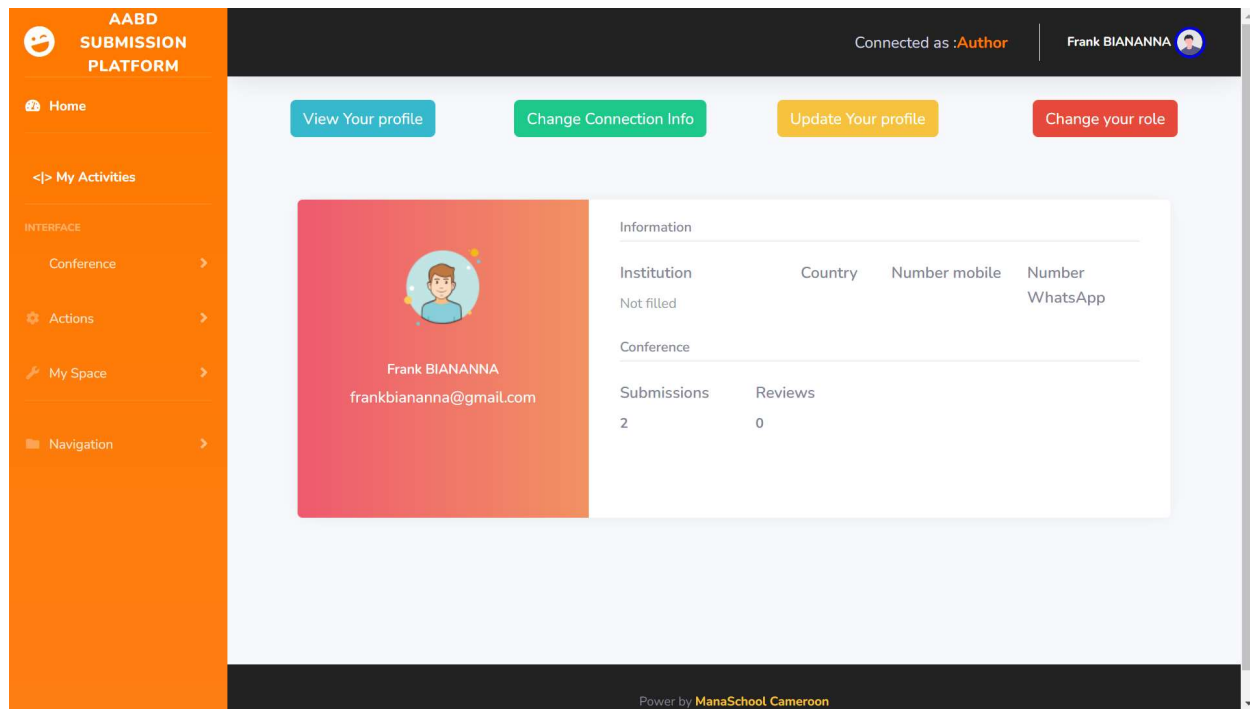 AABD
SUBMISSION
PLATFORM
Connected as :Author
Frank BIANANNA
Home
<|> My Activities
INTERFACE
Conference
Actions
My Space
Navigation
View Your profile
Change Connection Info
Update Your profile
Change your role
Frank BIANANNA
frankbiananna@gmail.com
Information
Institution
Country
Number mobile
Number
WhatsApp
Not filled
Conference
Submissions
Reviews
2
0
Power by ManaSchool Cameroon